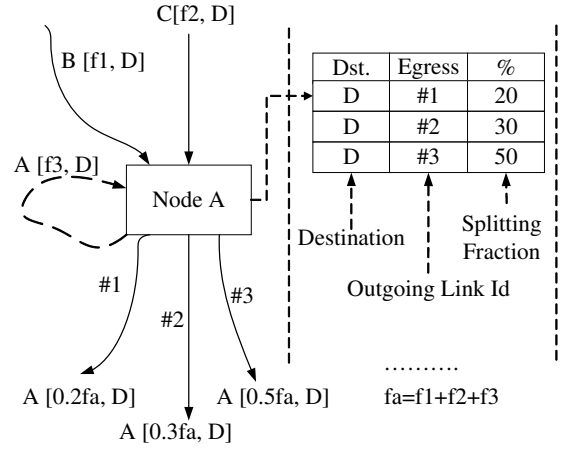 C[f2, D]
B [f1, D]
A [f3, D]
Node A
#1
#2
#3
A [0.2fa, D]
A [0.3fa, D]
A [0.5fa, D]
Dst. Egress %
D #1 20
D #2 30
D #3 50
Destination
Splitting
Fraction
Outgoing Link Id
..........
fa=f1+f2+f3